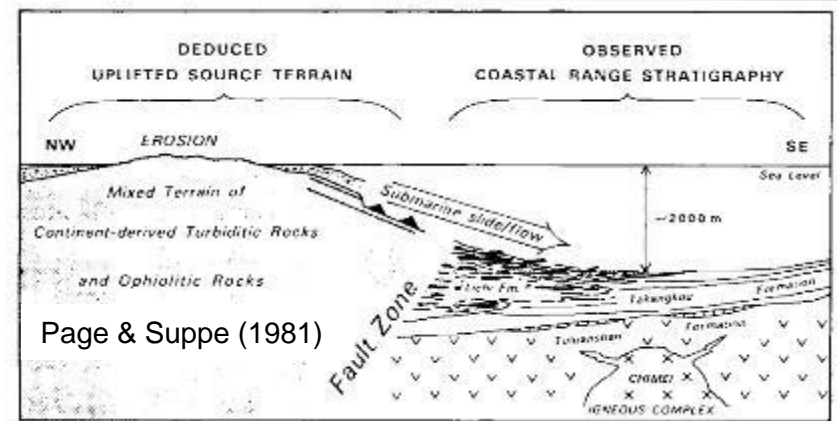 DEDUCED
UPLIFTED SOURCE TERRAIN
OBSERVED
COASTAL RANGE STRATIGRAPHY
NW
EROSION
SE
Sea Level
Mixed Terrain of
Continent-derived Turbiditic Rocks
and Ophiolitic Rocks
Submarine slide/flow
~2000 m
Lichi Fm.
Takangkou Formation
Tuluanshan Formation
Fault Zone
CHIMEI
IGNEOUS COMPLEX
Page & Suppe (1981)